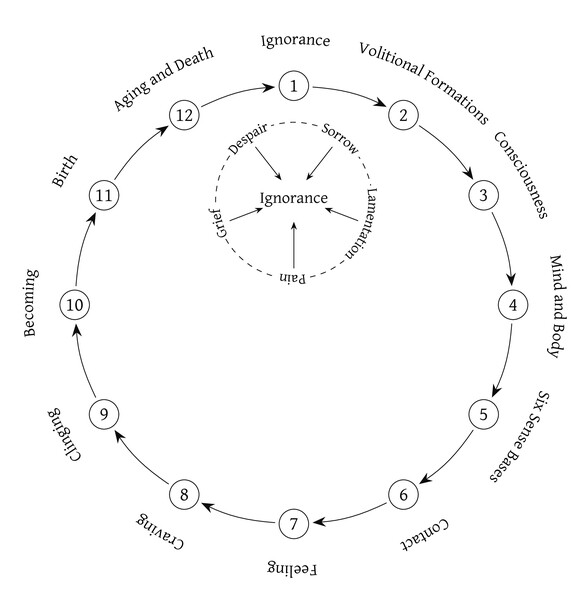 Ignorance
1
Volitional Formations
2
Consciousness
3
Mind and Body
4
Six Sense Bases
5
Contact
6
Feeling
7
Craving
8
Clinging
9
Becoming
10
Birth
11
Aging and Death
12
Despair
Sorrow
Lamentation
Pain
Grief
Ignorance